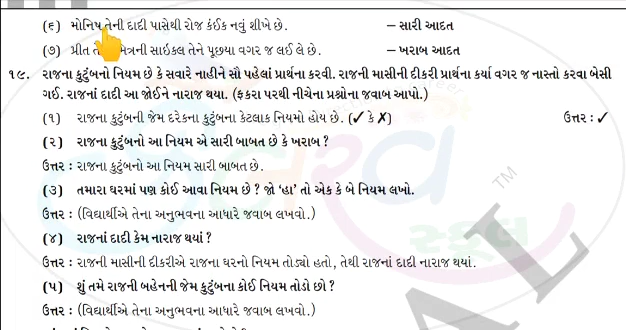 (૬) મોનિષ તેની દાદી પાસેથી રોજ કંઈક નવું શીખે છે. – સારી આદત
(૭) પ્રીત તે મિત્રની સાઇકલ તેને પૂછ્યા વગર જ લઈ લે છે. – ખરાબ આદત
૧૯. રાજના કુટુંબનો નિયમ છે કે સવારે નાહીને સૌ પહેલાં પ્રાર્થના કરવી. રાજની માસીની દીકરી પ્રાર્થના કર્યા વગર જ નાસ્તો કરવા બેસી
ગઈ. રાજનાં દાદી આ જોઈને નારાજ થયા. (ફકરા પરથી નીચેના પ્રશ્નોના જવાબ આપો.)
(૧) રાજના કુટુંબની જેમ દરેકના કુટુંબના કેટલાક નિયમો હોય છે. (✓ કે ✗) ઉત્તર : ✓
(૨) રાજના કુટુંબનો આ નિયમ એ સારી બાબત છે કે ખરાબ ?
ઉત્તર : રાજના કુટુંબનો આ નિયમ સારી બાબત છે.
(૩) તમારા ઘરમાં પણ કોઈ આવા નિયમ છે ? જો ‘હા’ તો એક કે બે નિયમ લખો.
ઉત્તર : (વિદ્યાર્થીએ તેના અનુભવના આધારે જવાબ લખવો.)
(૪) રાજનાં દાદી કેમ નારાજ થયાં ?
ઉત્તર : રાજની માસીની દીકરીએ રાજના ઘરનો નિયમ તોડ્યો હતો, તેથી રાજનાં દાદી નારાજ થયાં.
(૫) શું તમે રાજની બહેનની જેમ કુટુંબના કોઈ નિયમ તોડો છો ?
ઉત્તર : (વિદ્યાર્થીએ તેના અનુભવના આધારે જવાબ લખવો.)
TM